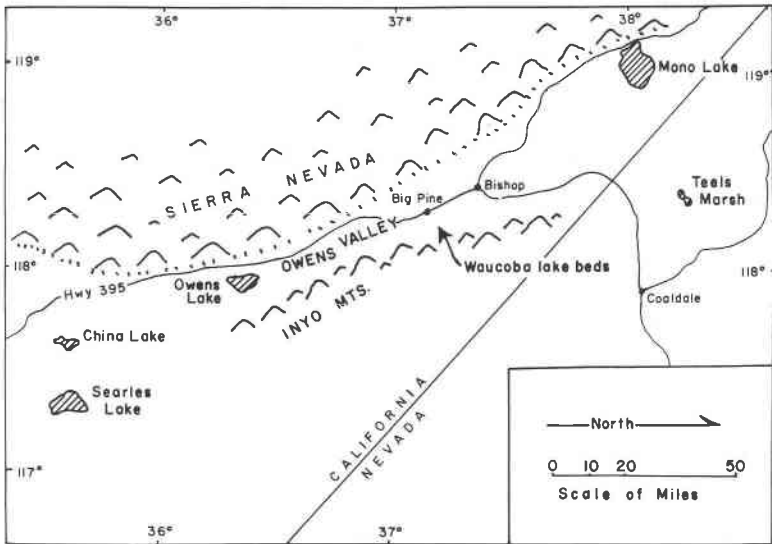 36°
37°
38°
119°
119°
Mono Lake
SIERRA NEVADA
Teels
Marsh
Big Pine
Bishop
OWENS VALLEY
118°
118°
Waucoba lake beds
Hwy 395
Owens
Lake
INYO MTS.
Coaldale
China Lake
Searles
Lake
CALIFORNIA
NEVADA
North
117°
0 10 20 50
Scale of Miles
36°
37°